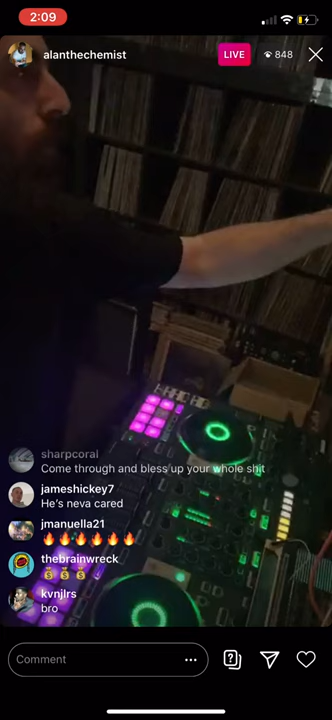 2:09
alanthechemist
LIVE
848
sharpcoral
Come through and bless up your whole shit
jameshickey7
He's neva cared
jmanuella21
🔥🔥🔥🔥🔥🔥
thebrainwreck
💰💰💰
kvnjlrs
bro
Comment